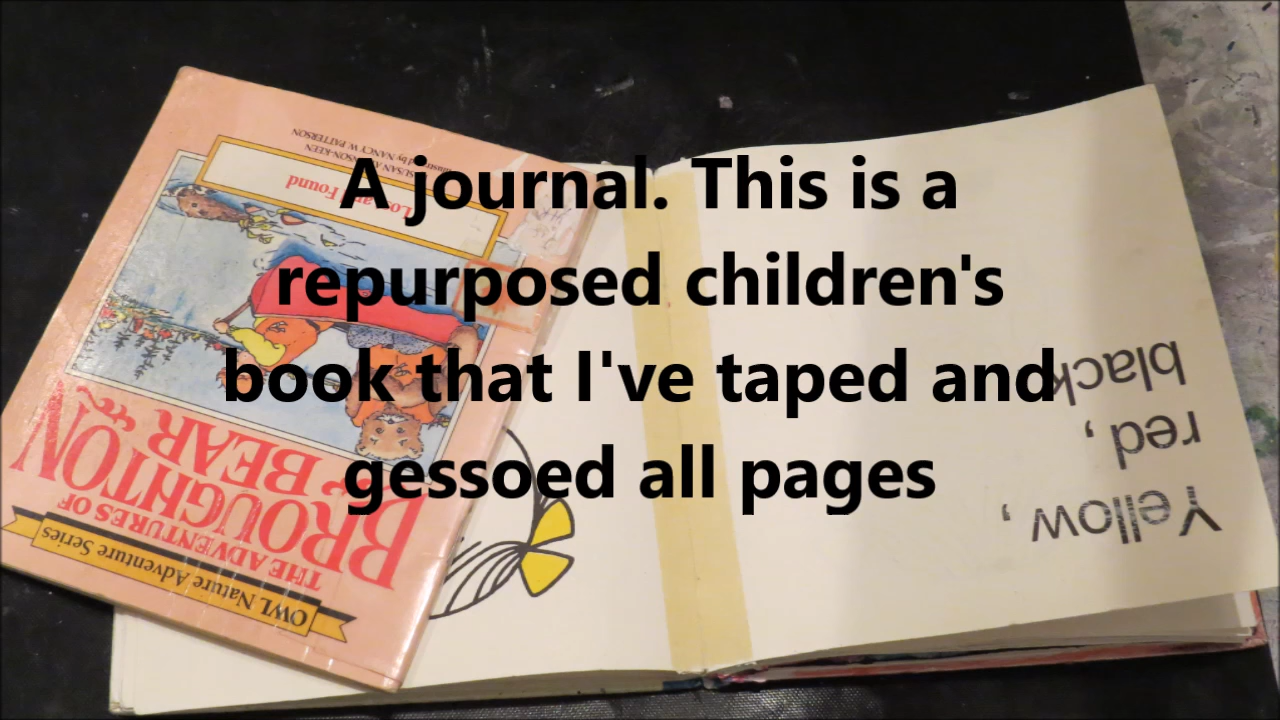 A journal. This is a
repurposed children's
book that I've taped and
gessoed all pages
OWL Nature Adventure Series
THE ADVENTURES OF
BROUGHTON
BEAR
Lost and Found
Illustrated by NANCY W. PATTERSON
Yellow,
red,
black